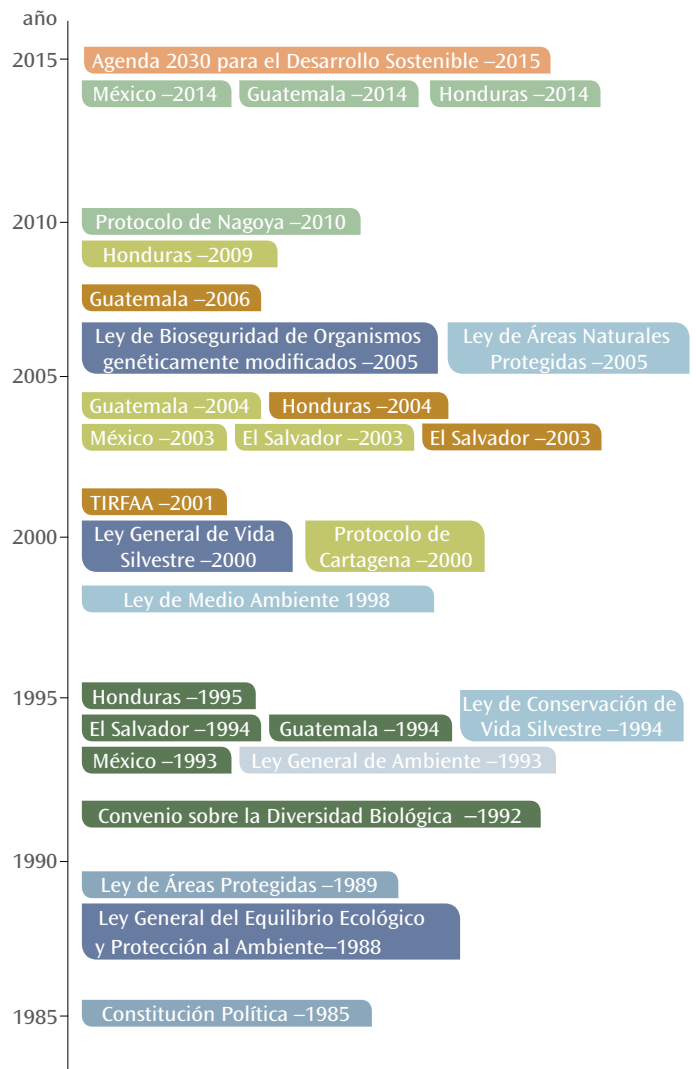 año
2015
Agenda 2030 para el Desarrollo Sostenible –2015
México –2014
Guatemala –2014
Honduras –2014
2010
Protocolo de Nagoya –2010
Honduras –2009
Guatemala –2006
Ley de Bioseguridad de Organismos
genéticamente modificados –2005
Ley de Áreas Naturales
Protegidas –2005
2005
Guatemala –2004
Honduras –2004
México –2003
El Salvador –2003
El Salvador –2003
TIRFAA –2001
2000
Ley General de Vida
Silvestre –2000
Protocolo de
Cartagena –2000
Ley de Medio Ambiente 1998
1995
Honduras –1995
El Salvador –1994
Guatemala –1994
Ley de Conservación de
Vida Silvestre –1994
México –1993
Ley General de Ambiente –1993
Convenio sobre la Diversidad Biológica –1992
1990
Ley de Áreas Protegidas –1989
Ley General del Equilibrio Ecológico
y Protección al Ambiente–1988
1985
Constitución Política –1985